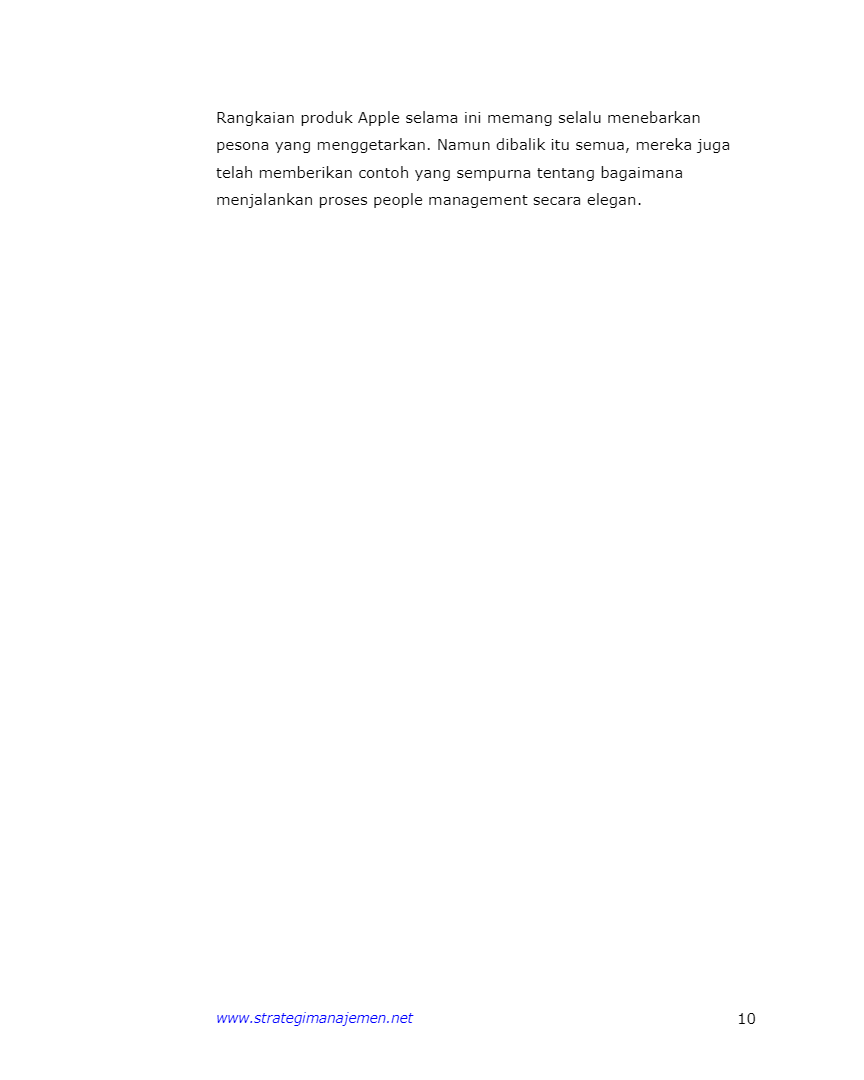 Rangkaian produk Apple selama ini memang selalu menebarkan
pesona yang menggetarkan. Namun dibalik itu semua, mereka juga
telah memberikan contoh yang sempurna tentang bagaimana
menjalankan proses people management secara elegan.
www.strategimanajemen.net 10